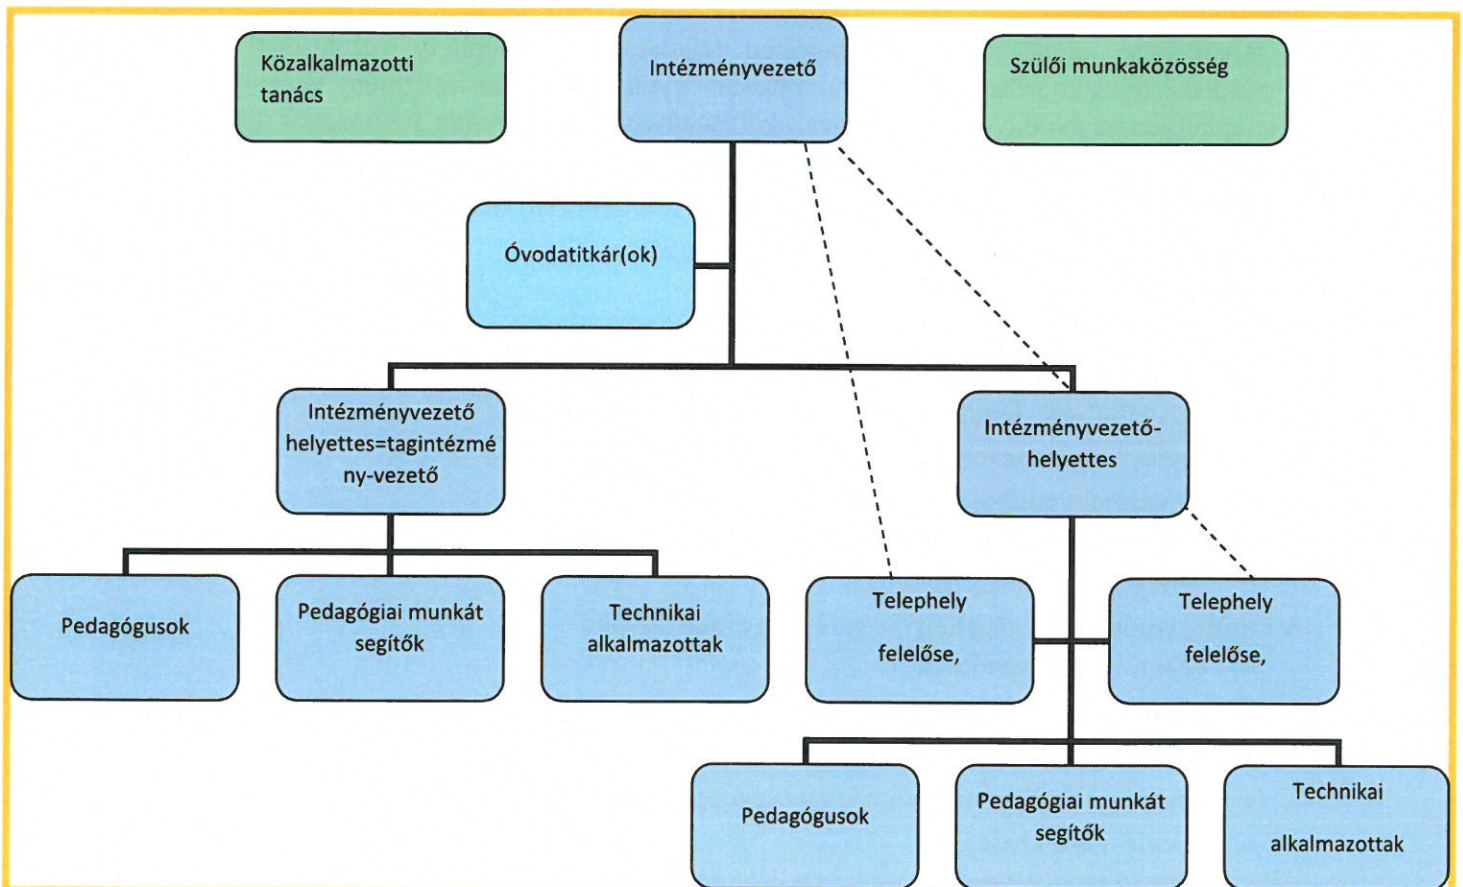 Közalkalmazotti
tanács
Intézményvezető
Szülői munkaközösség
Óvodatitkár(ok)
Intézményvezető
helyettes=tagintézmé
ny-vezető
Intézményvezető-
helyettes
Pedagógusok
Pedagógiai munkát
segítők
Technikai
alkalmazottak
Telephely
felelőse,
Telephely
felelőse,
Pedagógusok
Pedagógiai munkát
segítők
Technikai
alkalmazottak